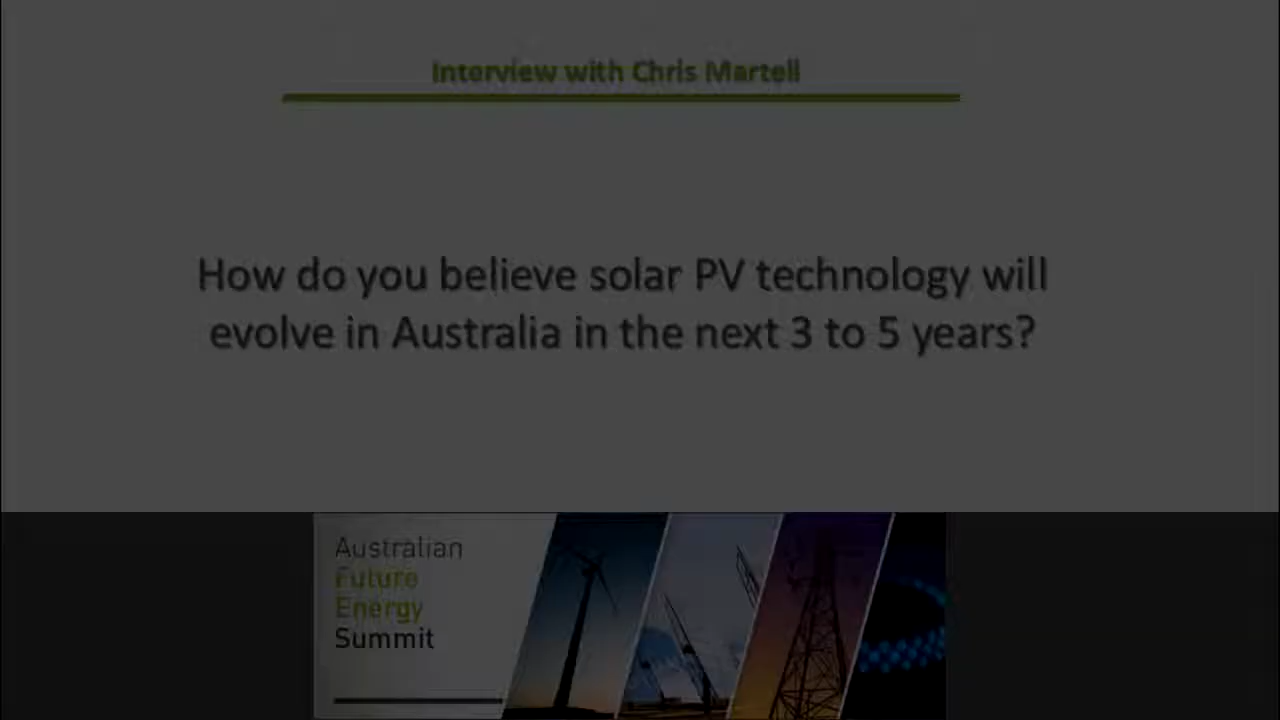 Interview with Chris Martell
How do you believe solar PV technology will
evolve in Australia in the next 3 to 5 years?
Australian
Future
Energy
Summit